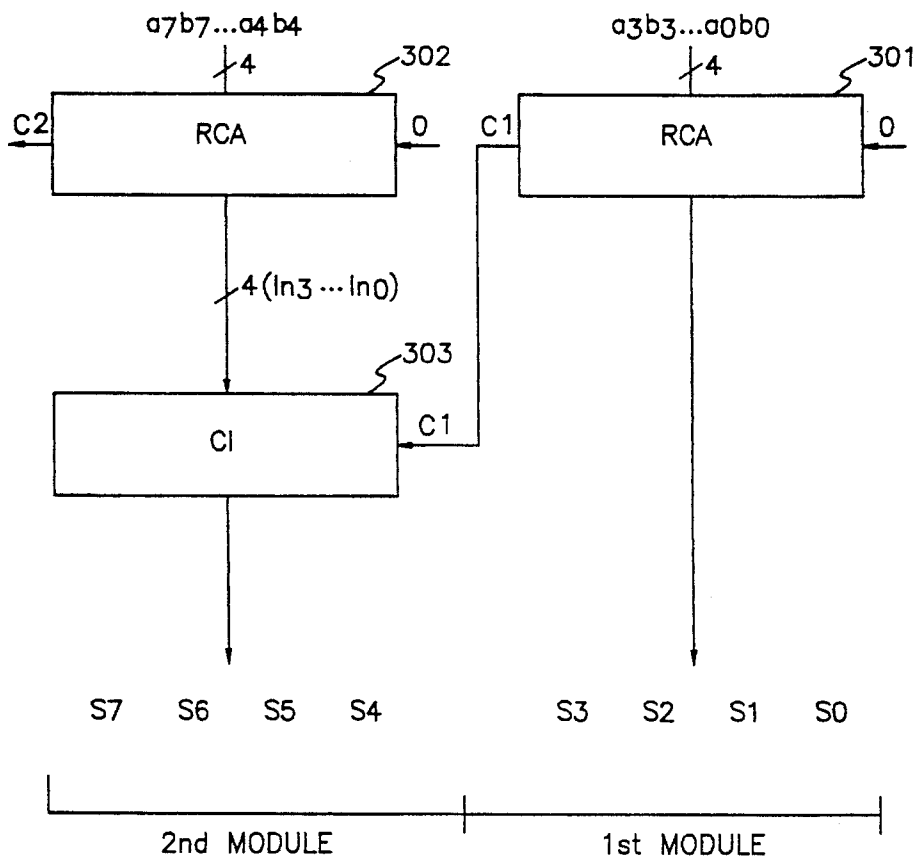 a7b7...a4b4 a3b3...a0b0
4 302 4 301
C2 RCA 0 C1 RCA 0
4(In3 ... In0)
303
CI C1
S7 S6 S5 S4 S3 S2 S1 S0
2nd MODULE 1st MODULE